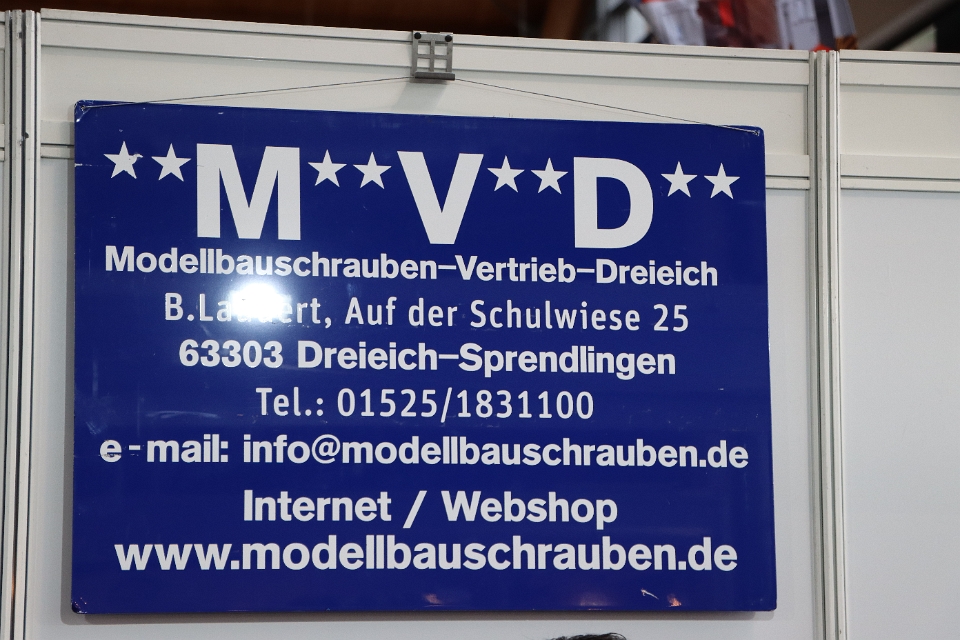 **M**V**D**
Modellbauschrauben-Vertrieb-Dreieich
B. Auf der Schulwiese 25
63303 Dreieich-Sprendlingen
Tel.: 01525/1831100
e-mail: info@modellbauschrauben.de
Internet / Webshop
www.modellbauschrauben.de